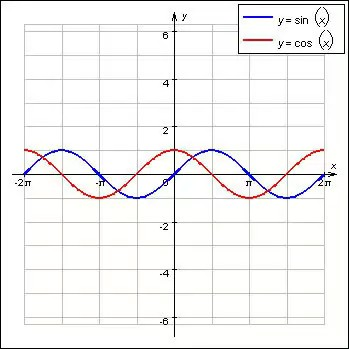 y = sin (x)
y = cos (x)
y
6
4
2
x
-2π -π 0 π 2π
-2
-4
-6